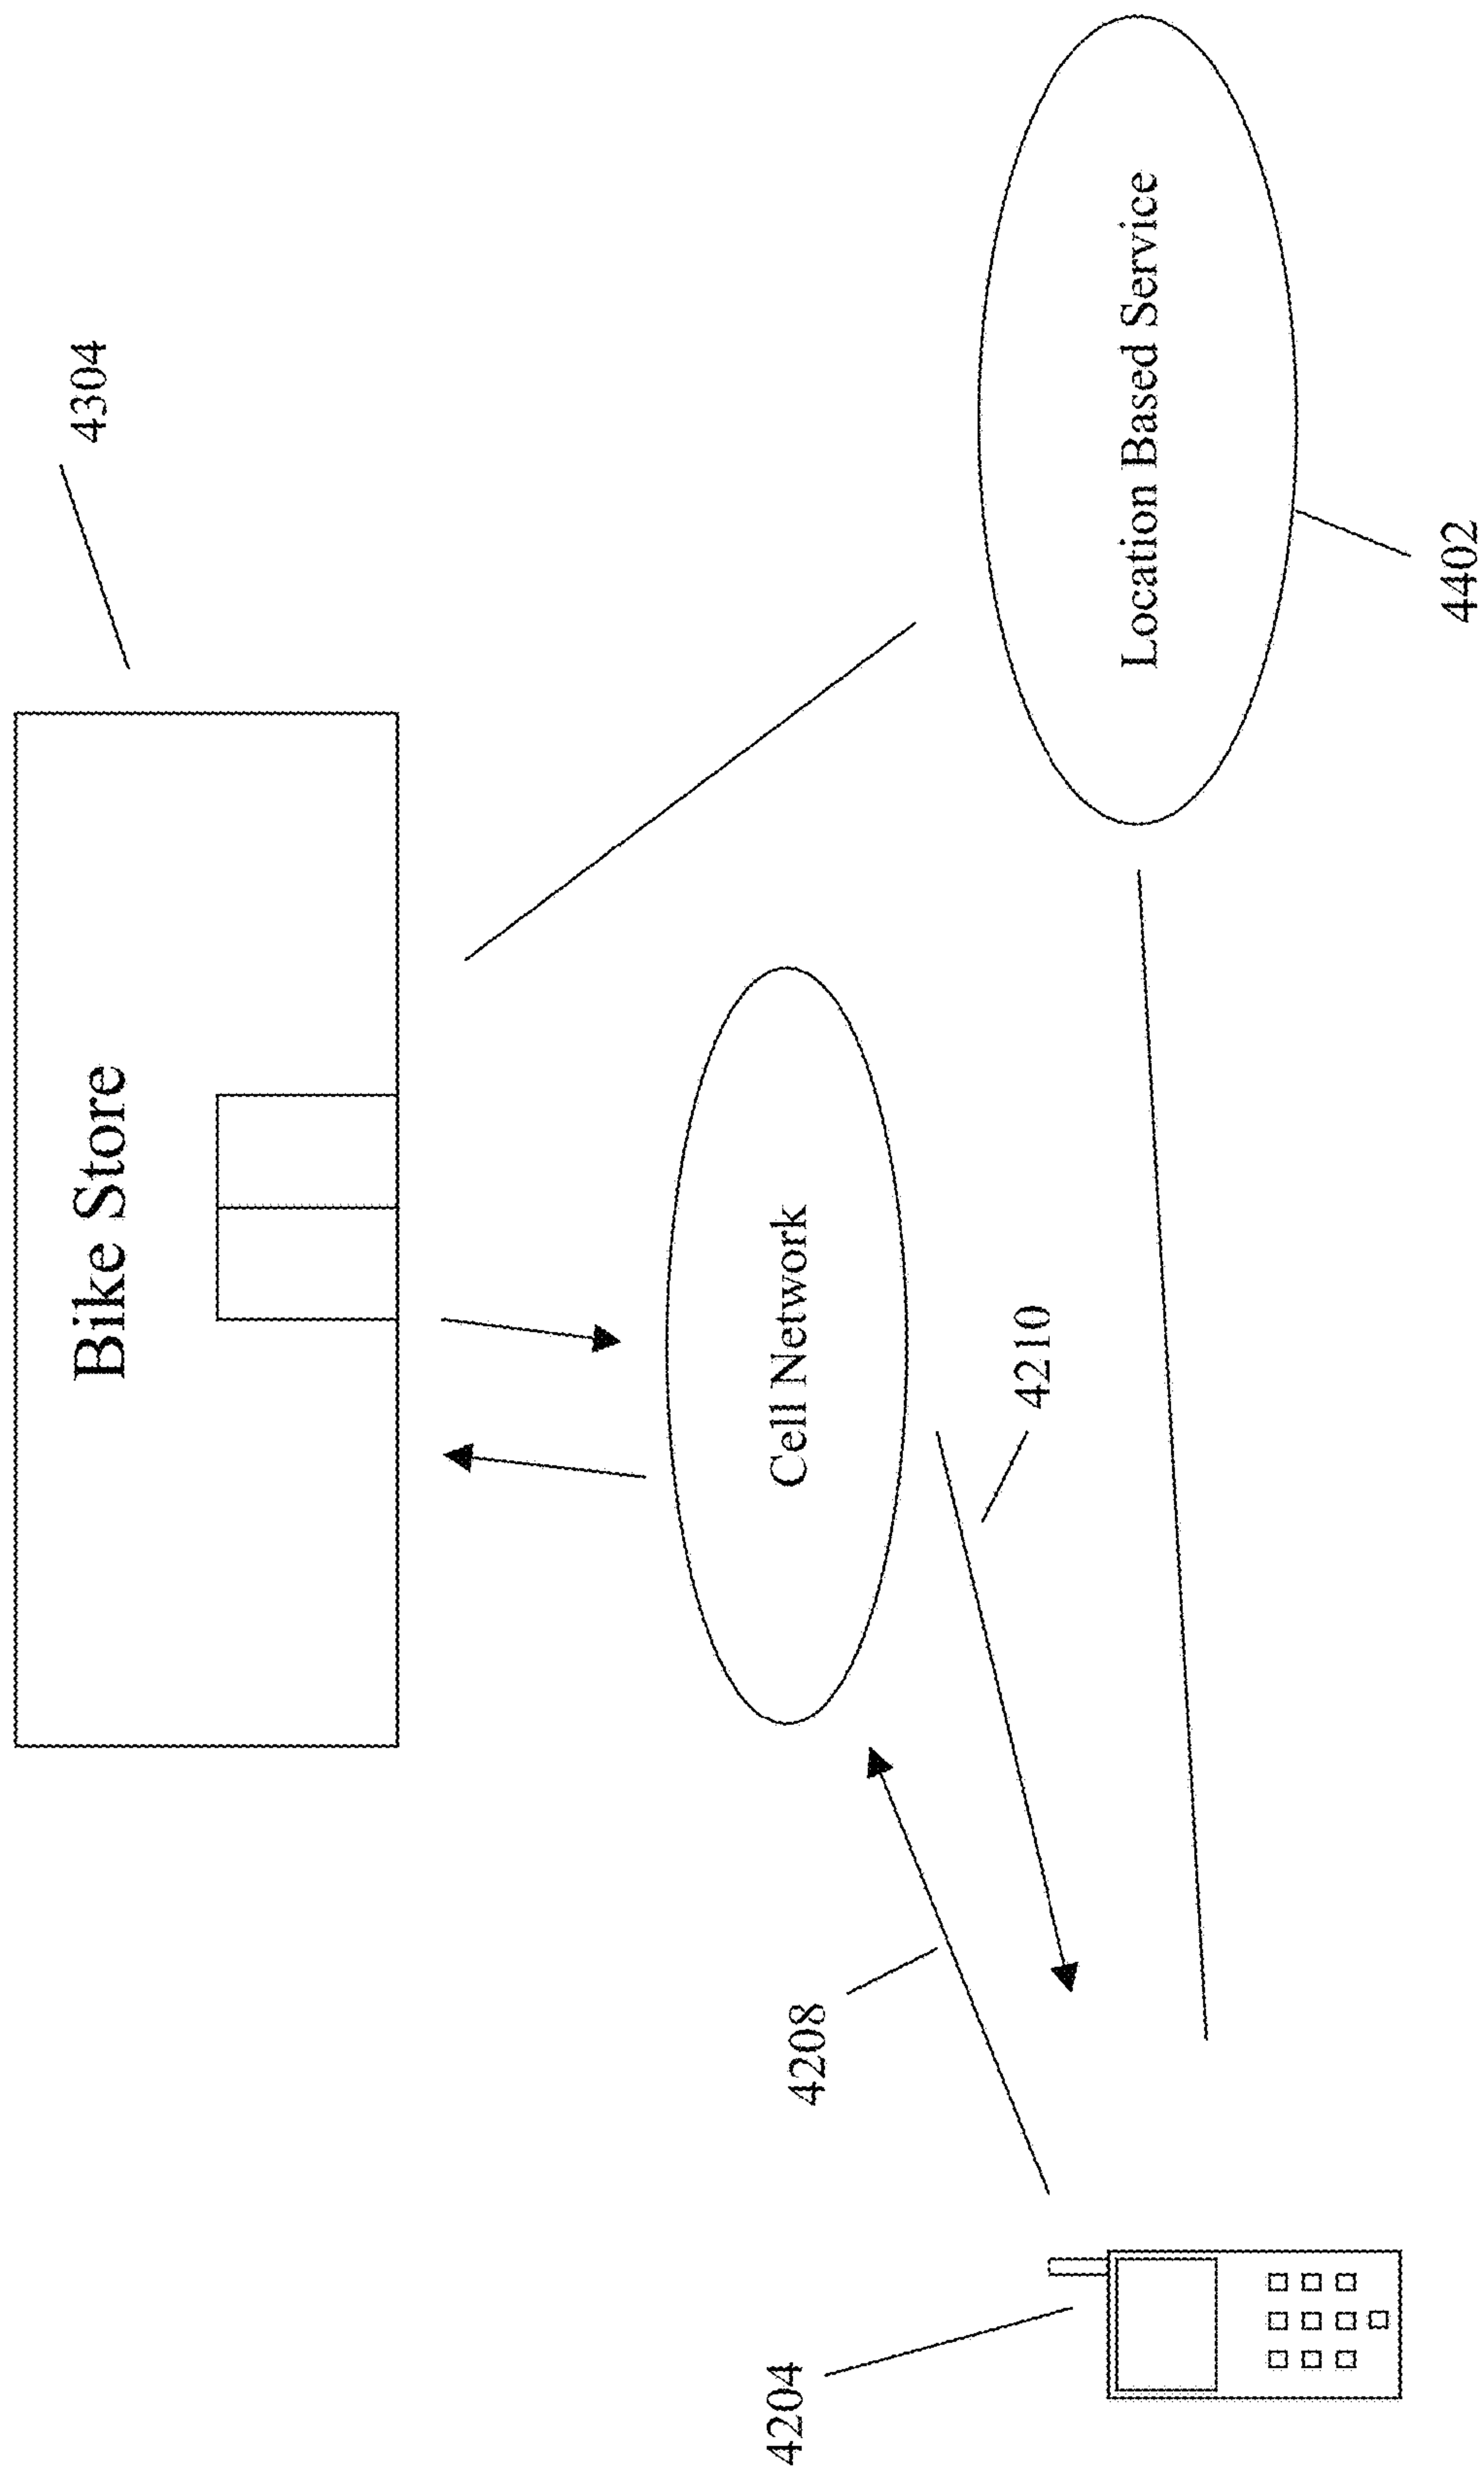 4304
Bike Store
Cell Network
Location Based Service
4210
4208
4402
4204